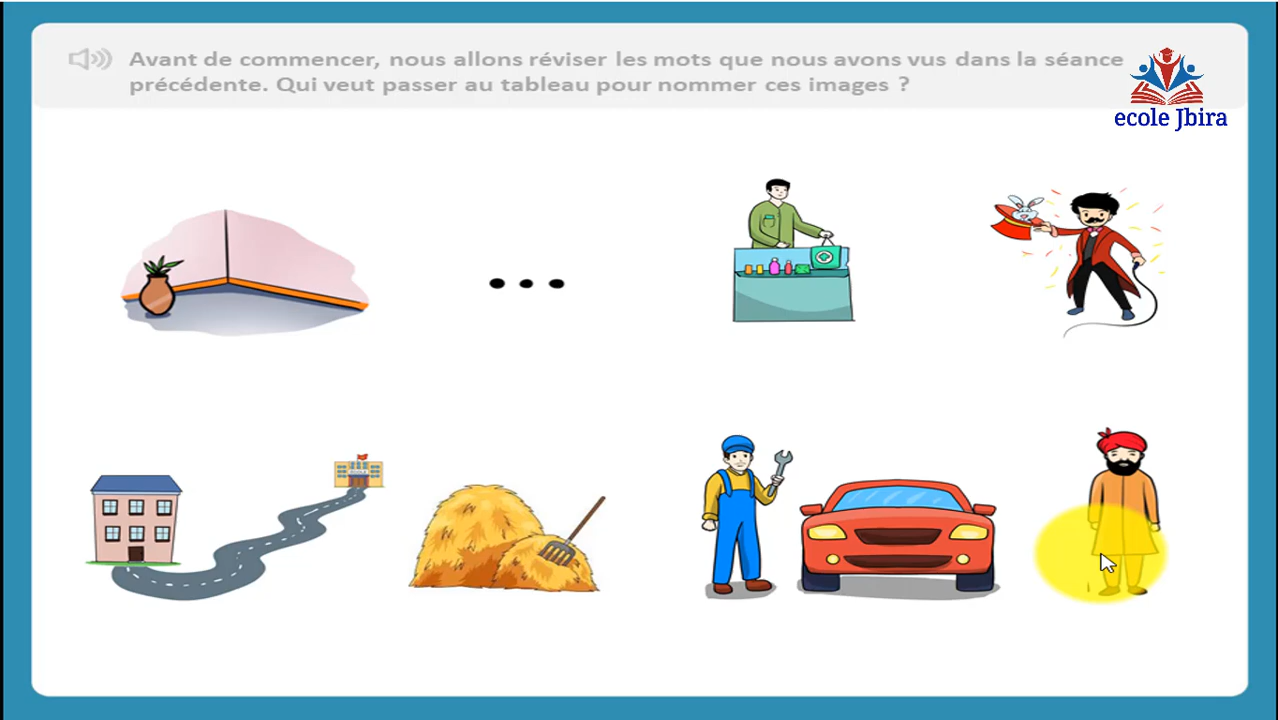 Avant de commencer, nous allons réviser les mots que nous avons vus dans la séance
précédente. Qui veut passer au tableau pour nommer ces images ?
ecole Jbira